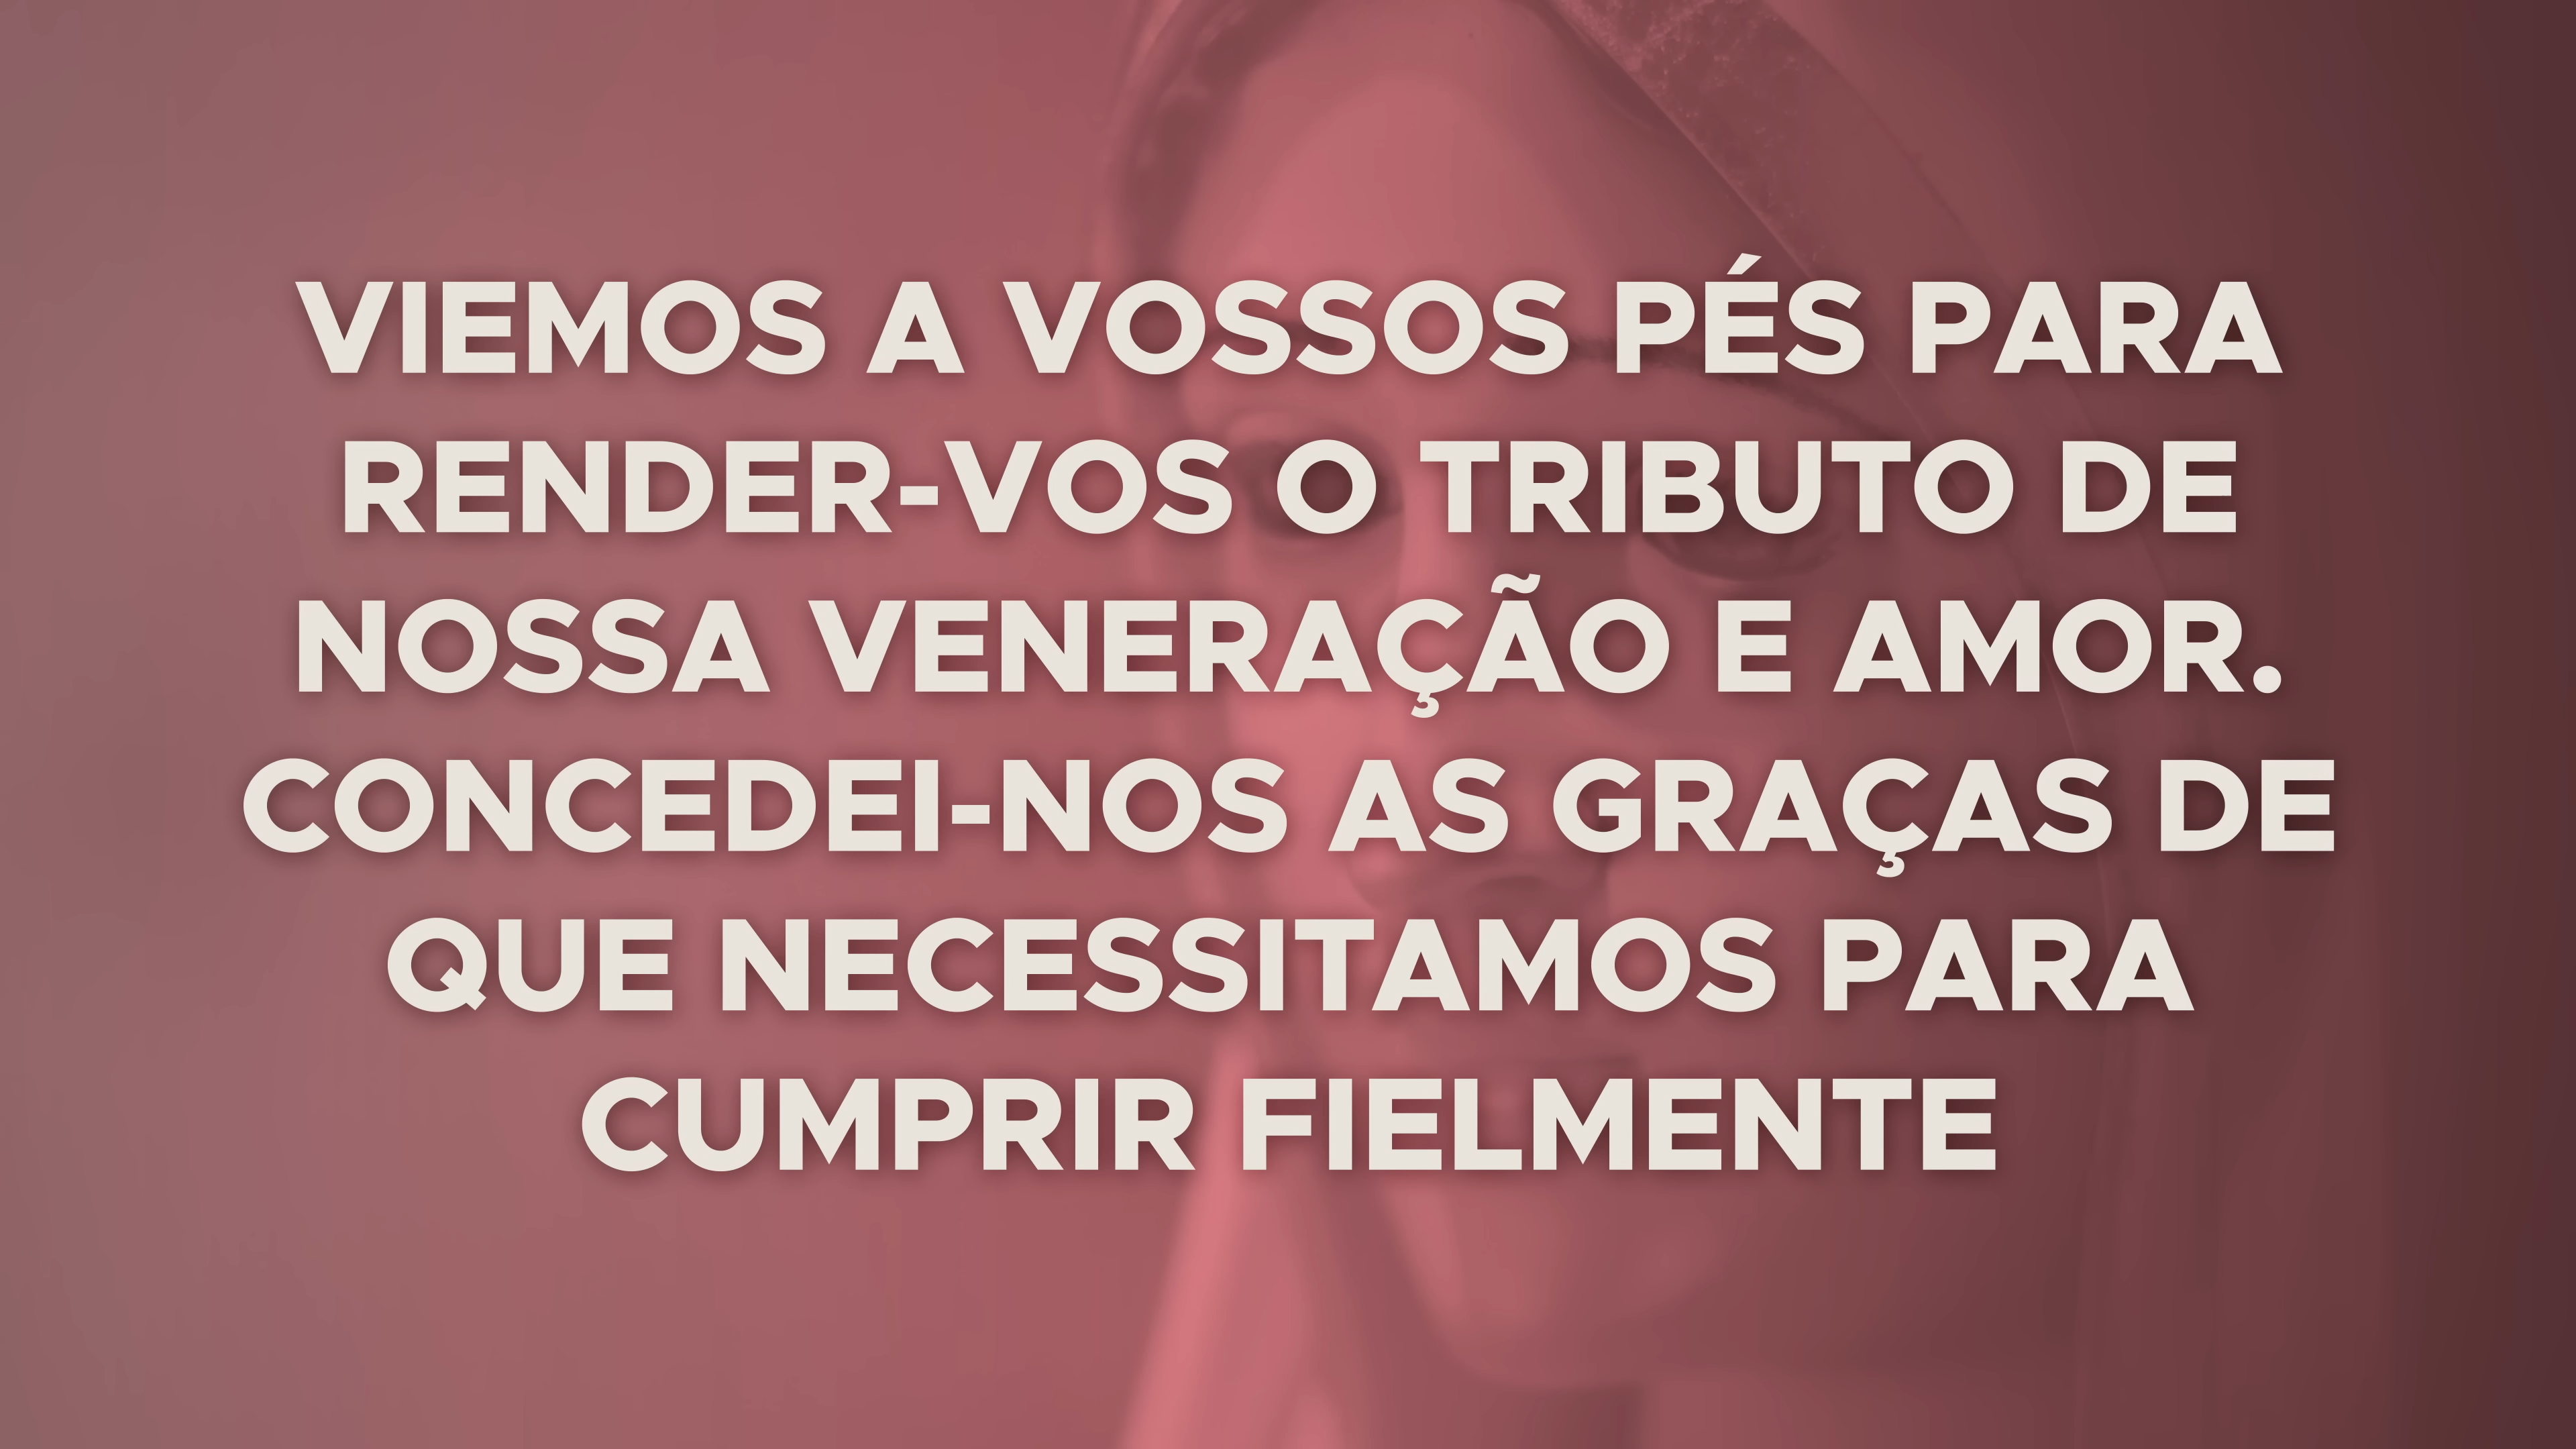 VIEMOS A VOSSOS PÉS PARA
RENDER-VOS O TRIBUTO DE
NOSSA VENERAÇÃO E AMOR.
CONCEDEI-NOS AS GRAÇAS DE
QUE NECESSITAMOS PARA
CUMPRIR FIELMENTE